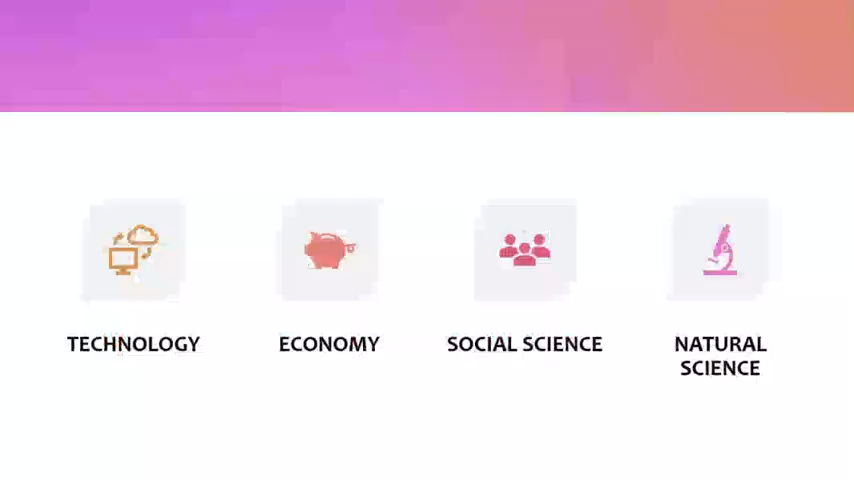 TECHNOLOGY
ECONOMY
SOCIAL SCIENCE
NATURAL
SCIENCE